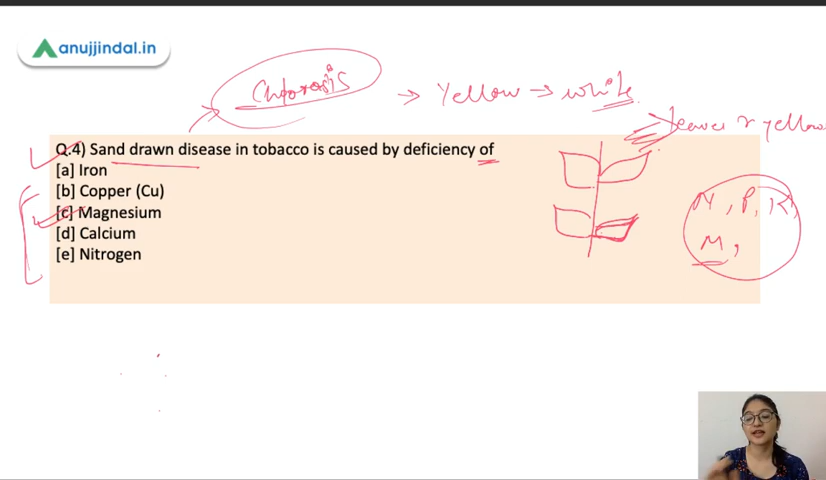 anujjindal.in
Chlorosis → Yellow → white
leaves r yellow
Q.4) Sand drawn disease in tobacco is caused by deficiency of
[a] Iron
[b] Copper (Cu)
[c] Magnesium
[d] Calcium
[e] Nitrogen
N, P, K,
M,